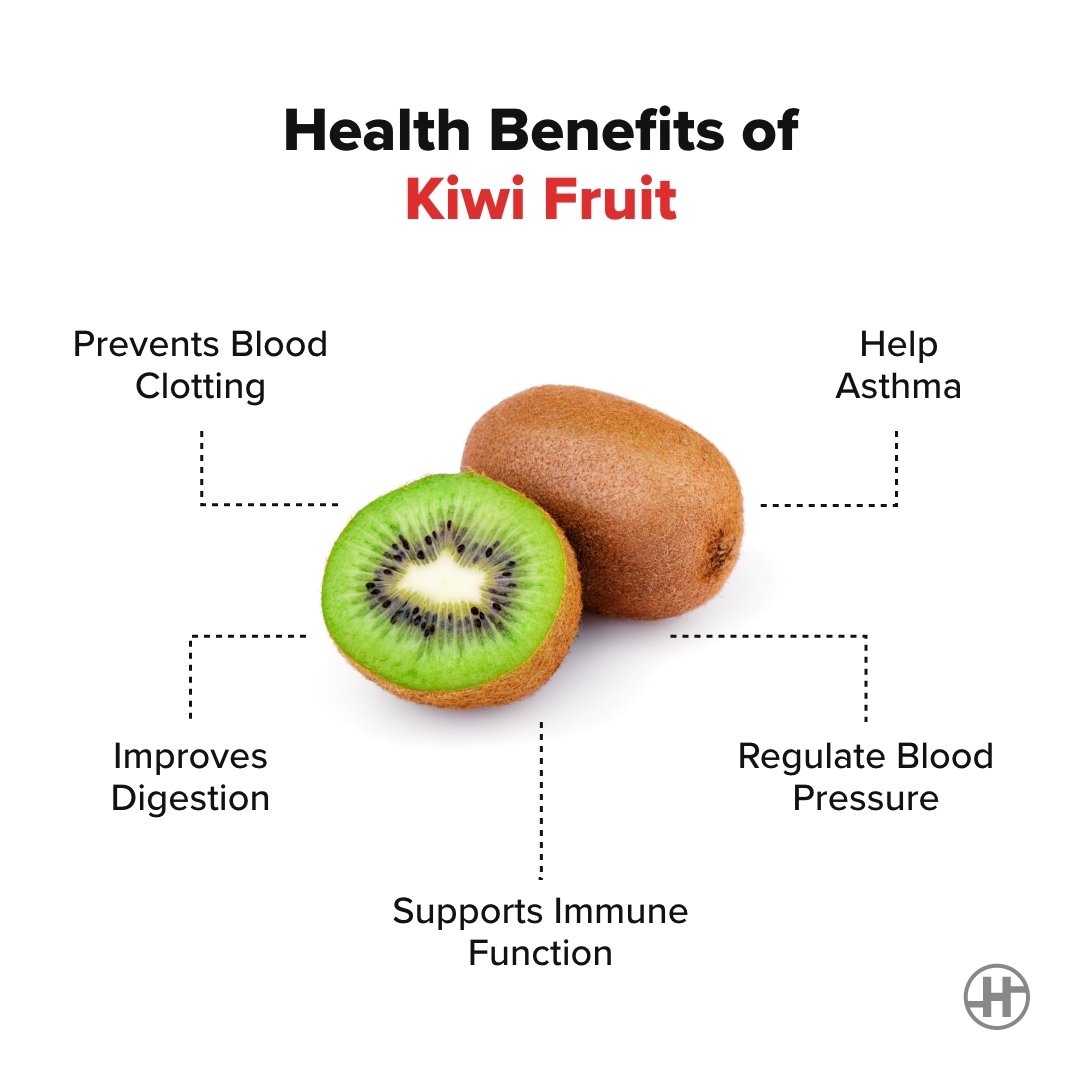 Health Benefits of
Kiwi Fruit
Prevents Blood
Clotting
Help
Asthma
Improves
Digestion
Regulate Blood
Pressure
Supports Immune
Function
H